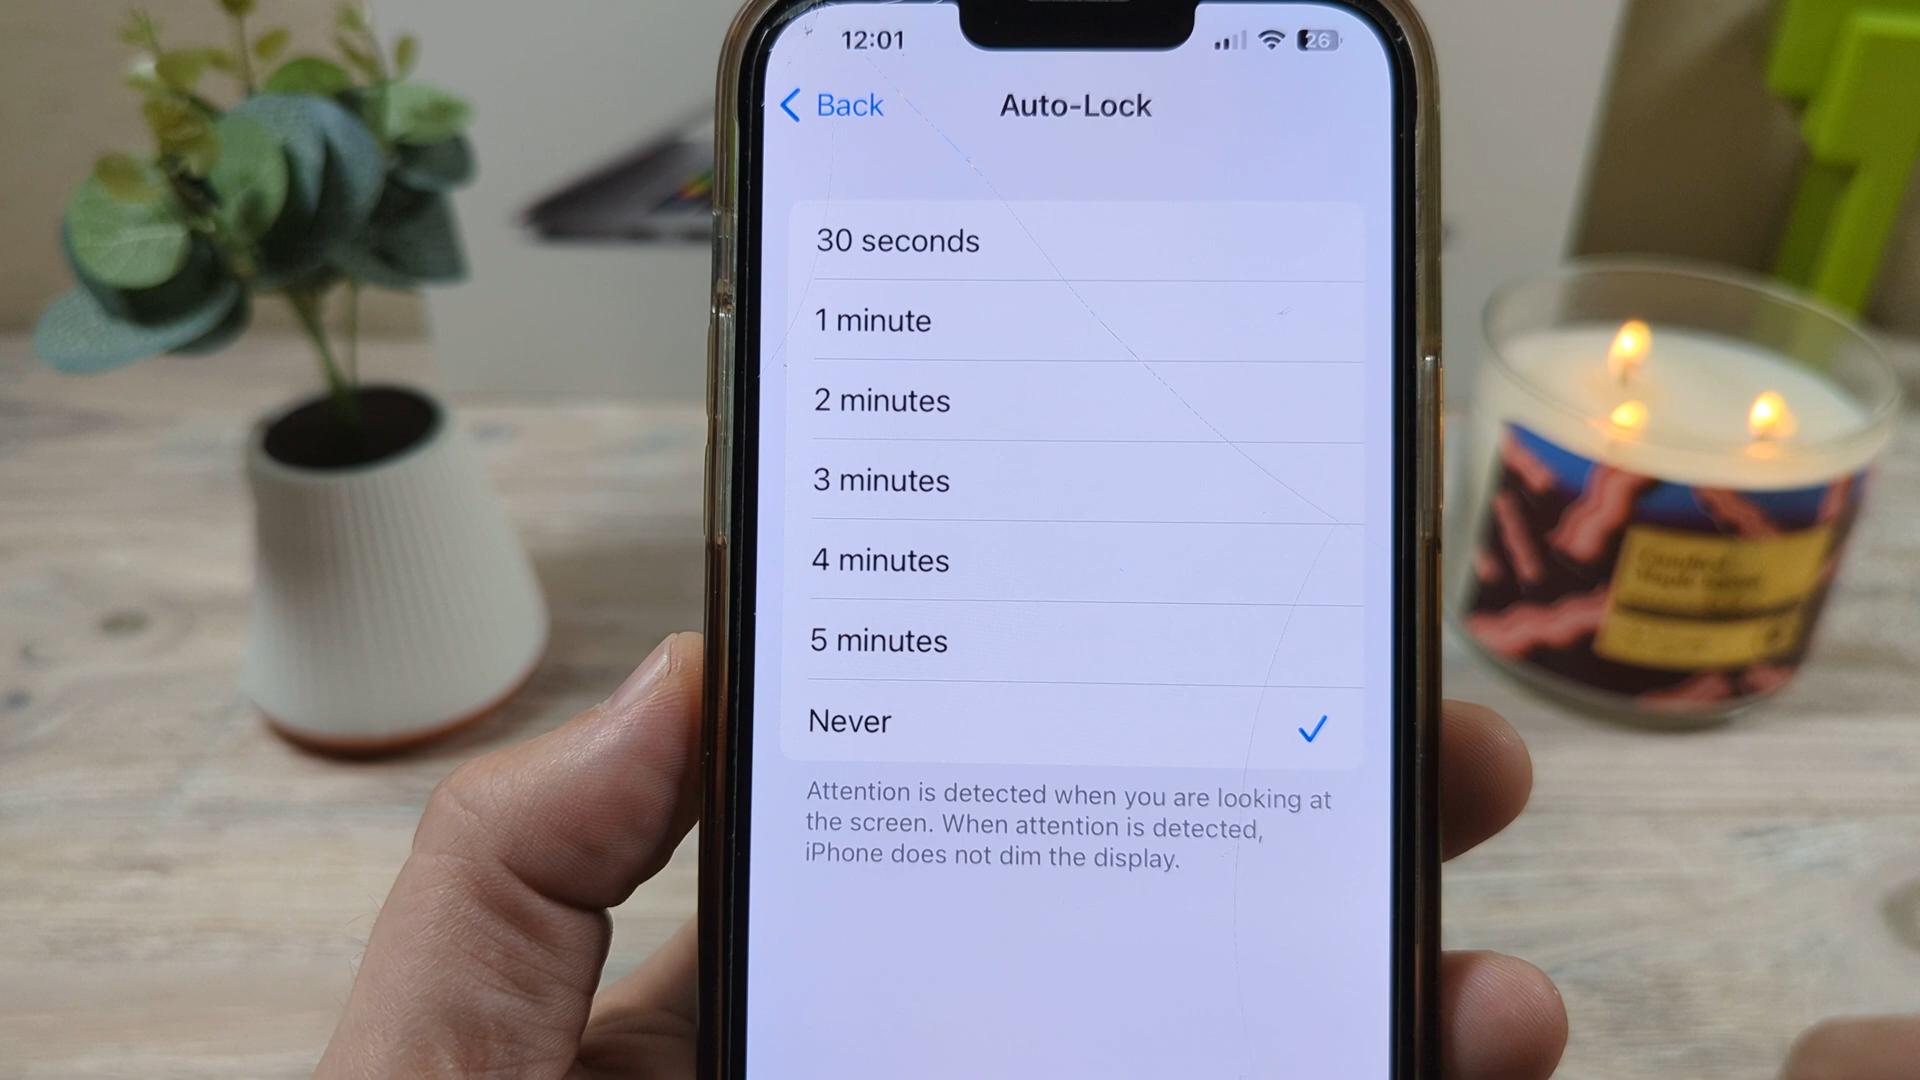 12:01
26
Back
Auto-Lock
30 seconds
1 minute
2 minutes
3 minutes
4 minutes
5 minutes
Never
Attention is detected when you are looking at
the screen. When attention is detected,
iPhone does not dim the display.